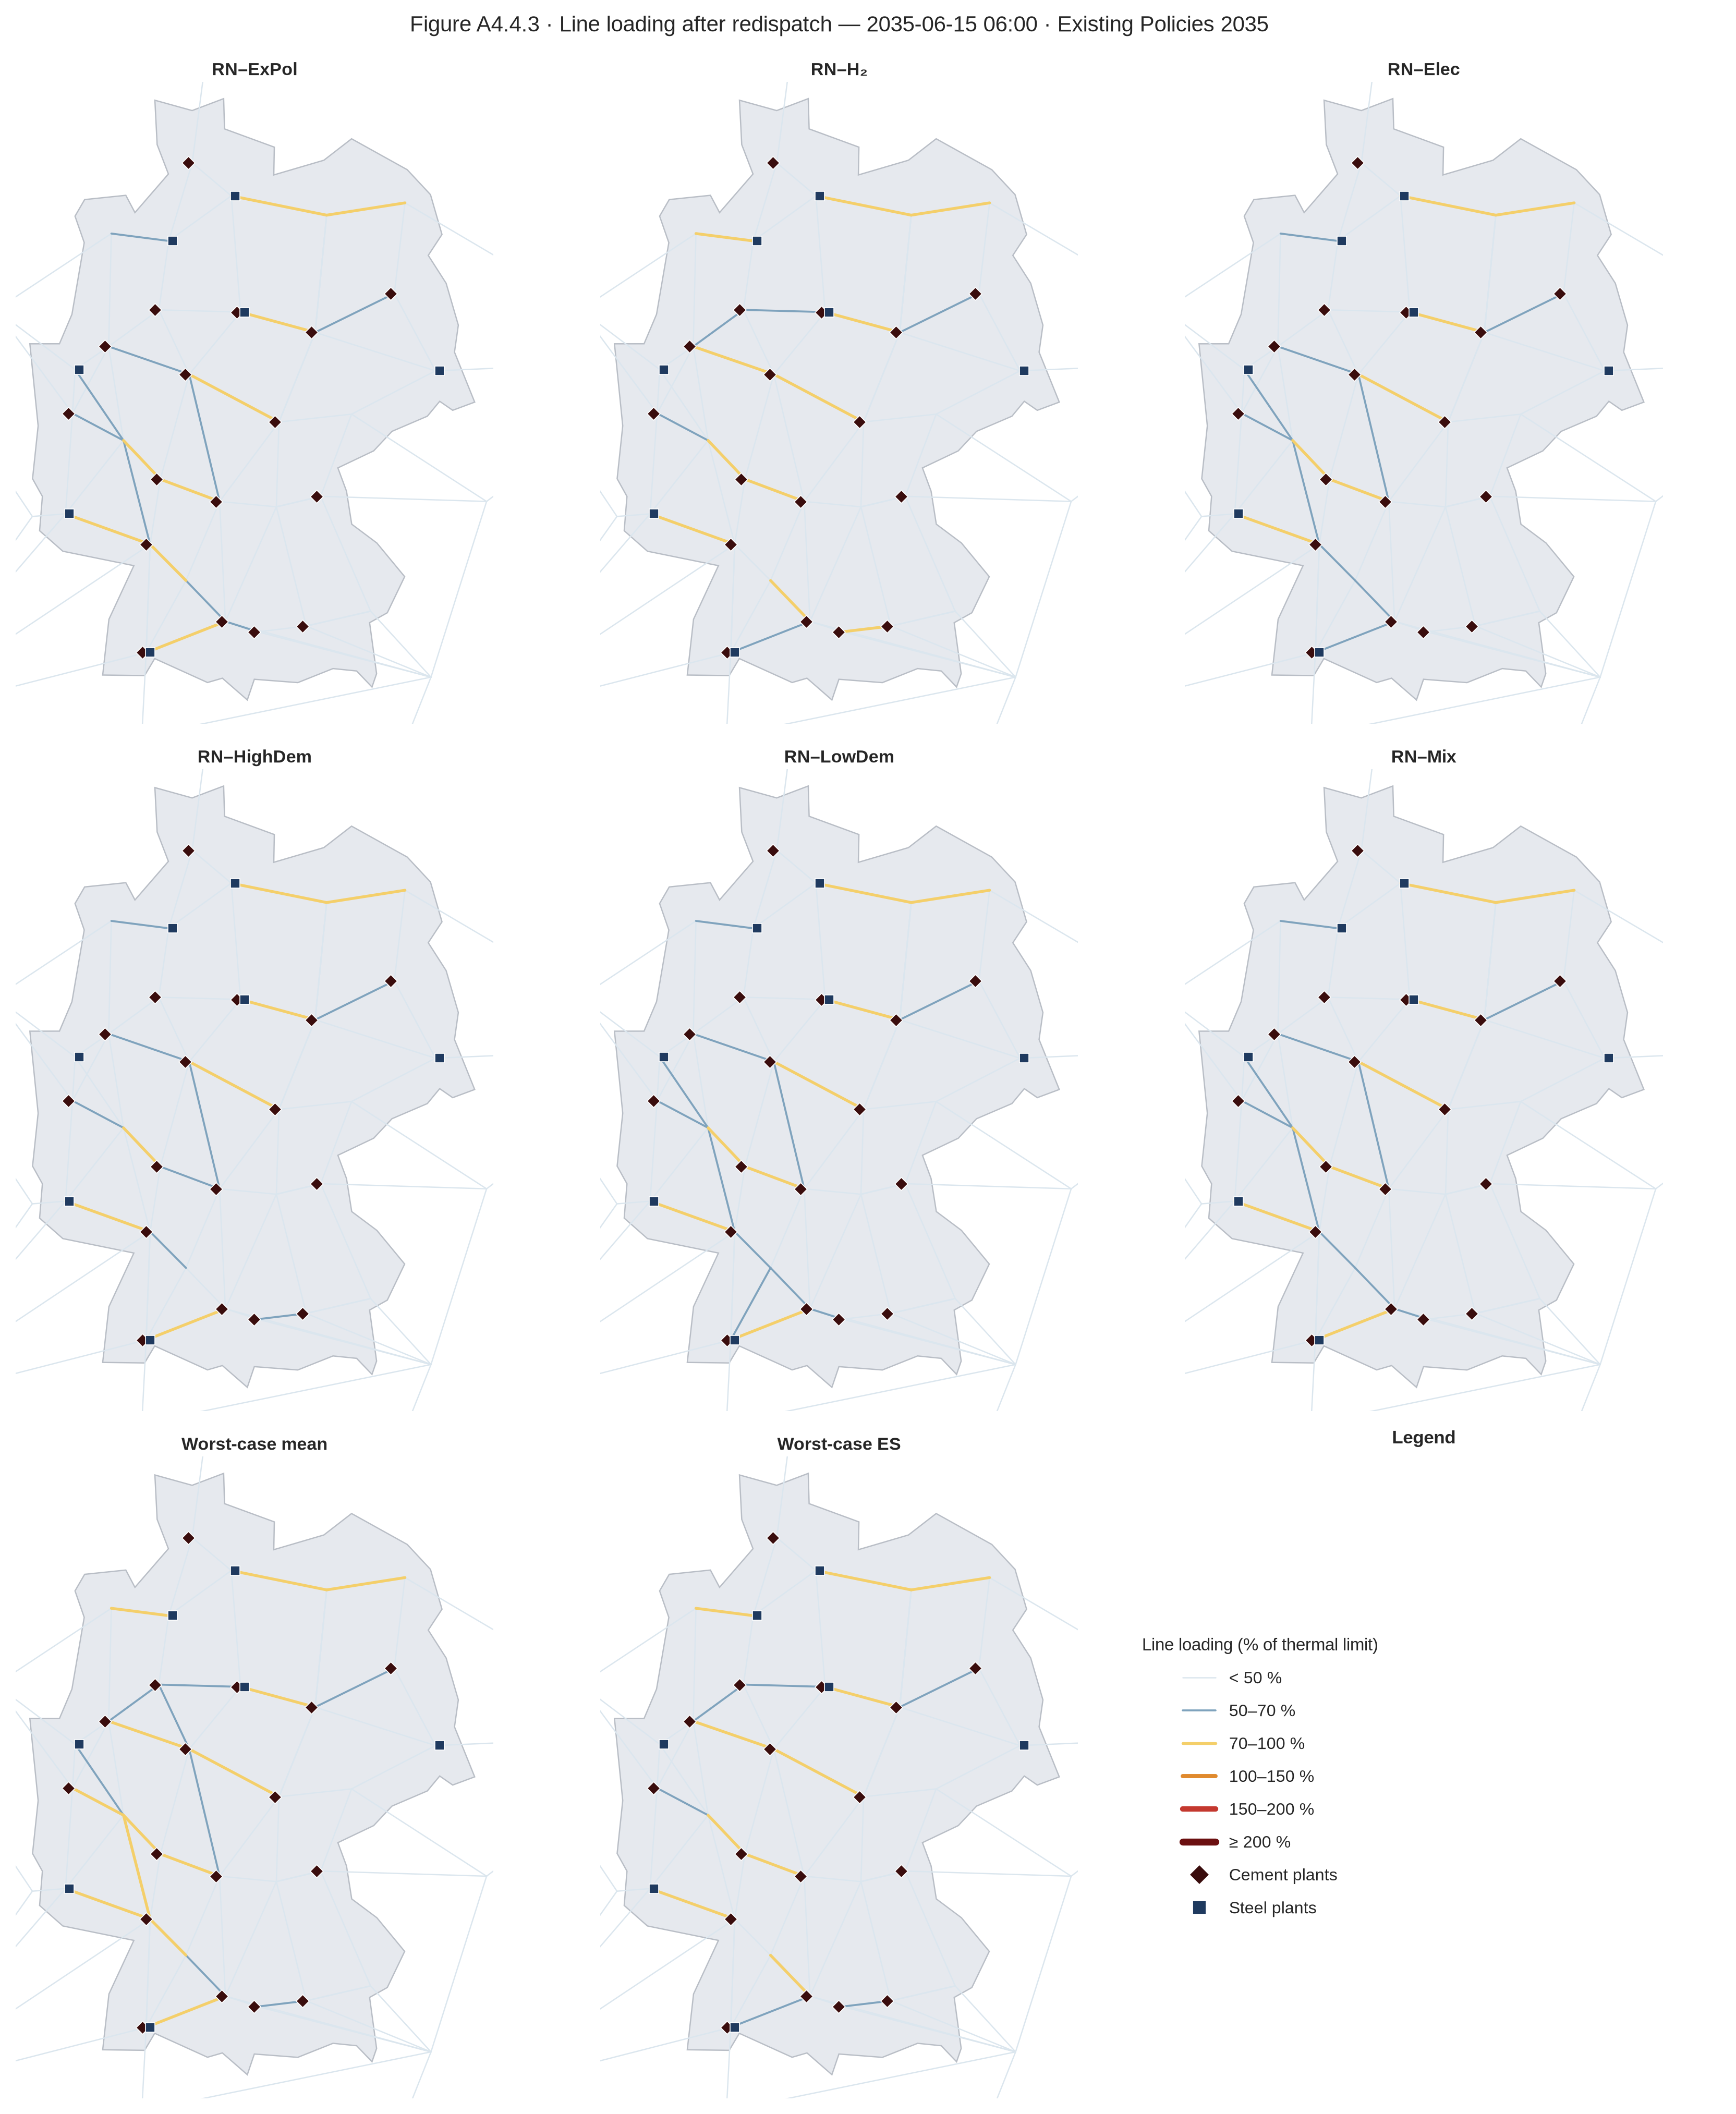 Figure A4.4.3 · Line loading after redispatch — 2035-06-15 06:00 · Existing Policies 2035
RN–ExPol
RN–H₂
RN–Elec
RN–HighDem
RN–LowDem
RN–Mix
Worst-case mean
Worst-case ES
Legend
Line loading (% of thermal limit)
< 50 %
50–70 %
70–100 %
100–150 %
150–200 %
≥ 200 %
Cement plants
Steel plants